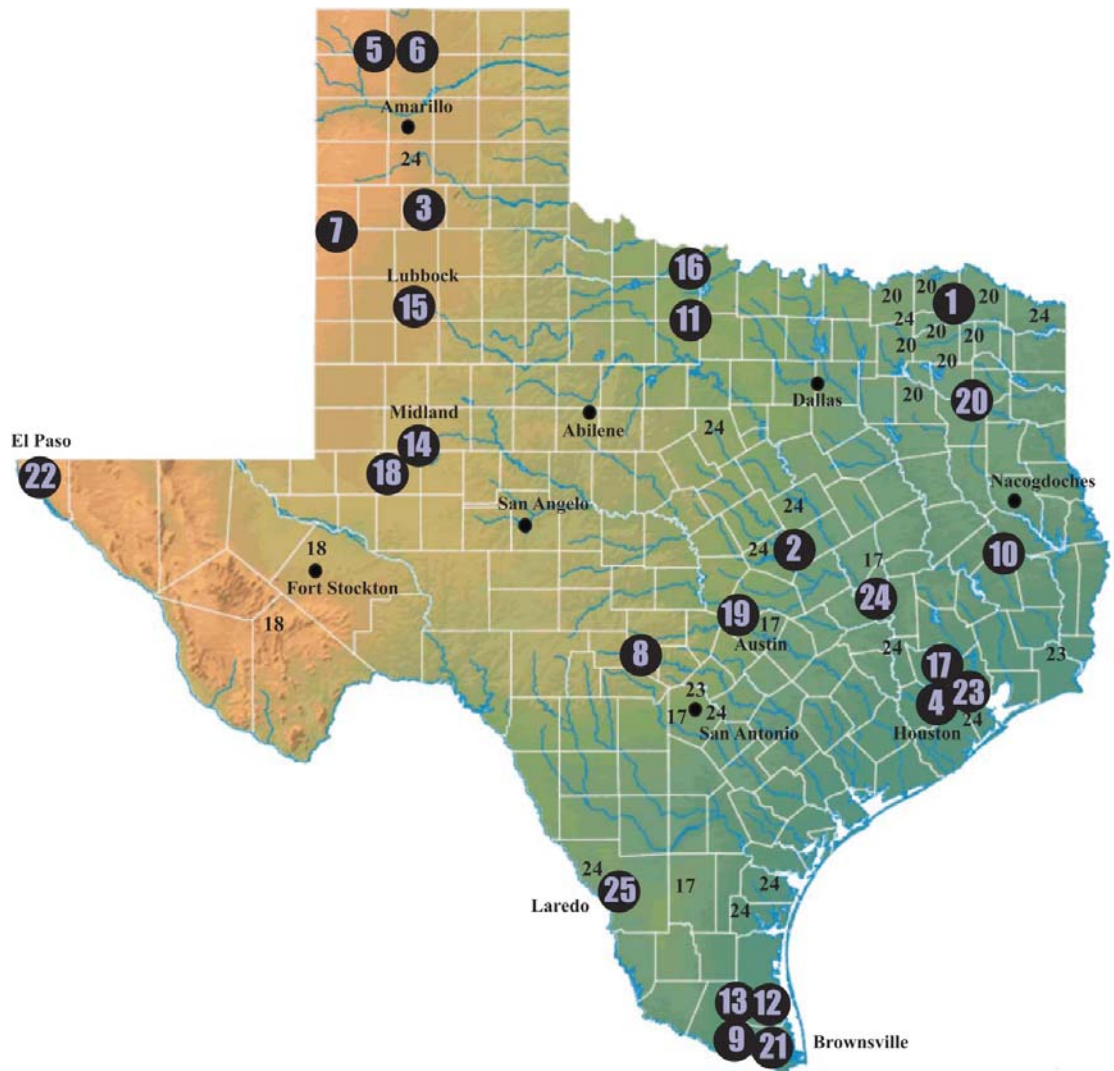 5 6
Amarillo
24
3
7
Lubbock
15
16
11
20 20 1 20
24 24
20 20
20 20
20 20
Dallas
Abilene
Midland
14
18
24
El Paso
22
San Angelo
Nacogdoches
24
24 2
17
10
18
Fort Stockton
18
24
19 17
Austin
8
24
17
23
23
4
24
Houston
23
17 24
San Antonio
24
25
Laredo
17
24
24
13 12
9 21
Brownsville